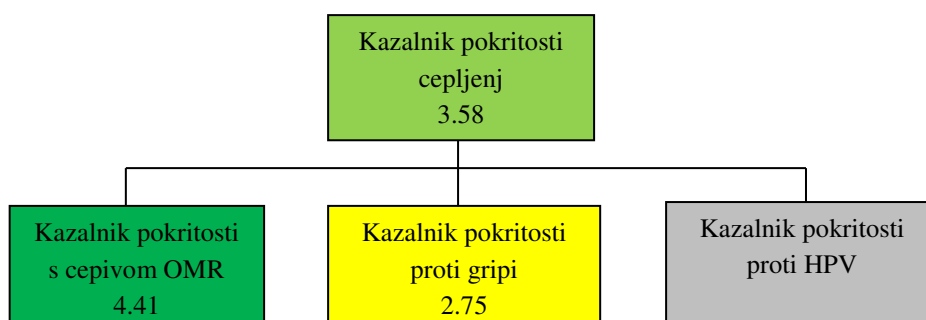 Kazalnik pokritosti
cepljenj
3.58
Kazalnik pokritosti
s cepivom OMR
4.41
Kazalnik pokritosti
proti gripi
2.75
Kazalnik pokritosti
proti HPV